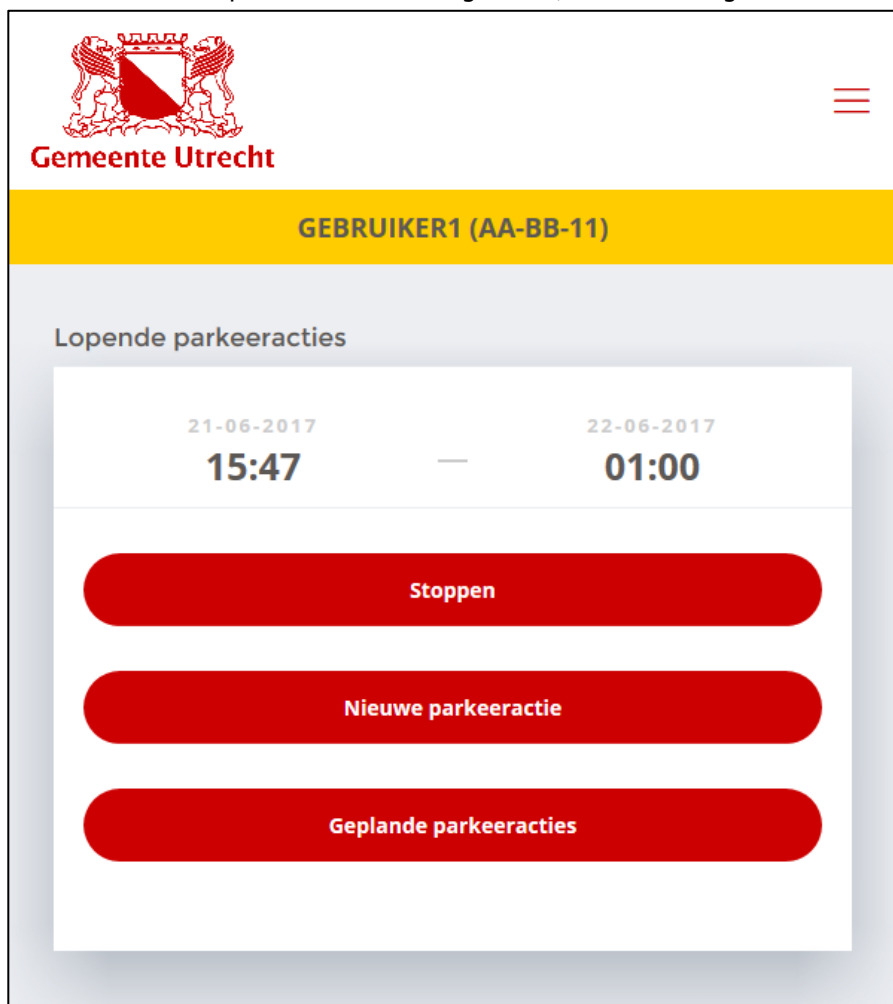 Gemeente Utrecht
GEBRUIKER1 (AA-BB-11)
Lopende parkeeracties
21-06-2017 22-06-2017
15:47 — 01:00
Stoppen
Nieuwe parkeeractie
Geplande parkeeracties